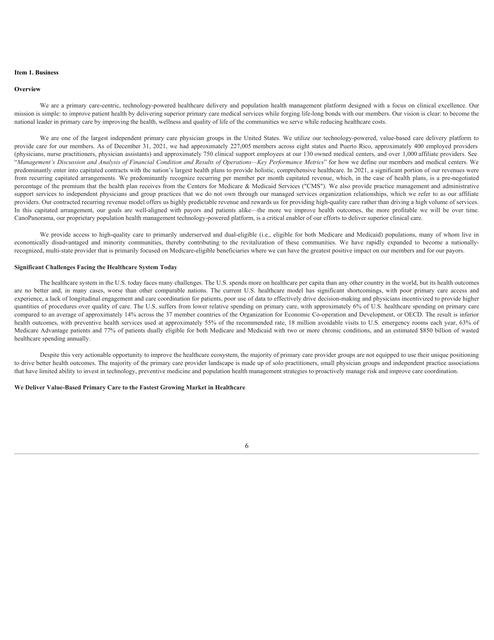 Item 1. Business
Overview
We are a primary care-centric, technology-powered healthcare delivery and population health management platform designed with a focus on clinical excellence. Our
mission is simple: to improve patient health by delivering superior primary care medical services while forging life-long bonds with our members. Our vision is clear: to become the
national leader in primary care by improving the health, wellness and quality of life of the communities we serve while reducing healthcare costs.
We are one of the largest independent primary care physician groups in the United States. We utilize our technology-powered, value-based care delivery platform to
provide care for our members. As of December 31, 2021, we had approximately 227,005 members across eight states and Puerto Rico, approximately 400 employed providers
(physicians, nurse practitioners, physician assistants) and approximately 750 clinical support employees at our 130 owned medical centers, and over 1,000 affiliate providers. See
"Management's Discussion and Analysis of Financial Condition and Results of Operations—Key Performance Metrics" for how we define our members and medical centers. We
predominantly enter into capitated contracts with the nation's largest health plans to provide holistic, comprehensive healthcare. In 2021, a significant portion of our revenues were
from recurring capitated arrangements. We predominantly recognize recurring per member per month capitated revenue, which, in the case of health plans, is a pre-negotiated
percentage of the premium that the health plan receives from the Centers for Medicare & Medicaid Services ("CMS"). We also provide practice management and administrative
support services to independent physicians and group practices that we do not own through our managed services organization relationships, which we refer to as our affiliate
providers. Our contracted recurring revenue model offers us highly predictable revenue and rewards us for providing high-quality care rather than driving a high volume of services.
In this capitated arrangement, our goals are well-aligned with payors and patients alike—the more we improve health outcomes, the more profitable we will be over time.
CanoPanorama, our proprietary population health management technology-powered platform, is a critical enabler of our efforts to deliver superior clinical care.
We provide access to high-quality care to primarily underserved and dual-eligible (i.e., eligible for both Medicare and Medicaid) populations, many of whom live in
economically disadvantaged and minority communities, thereby contributing to the revitalization of these communities. We have rapidly expanded to become a nationally-
recognized, multi-state provider that is primarily focused on Medicare-eligible beneficiaries where we can have the greatest positive impact on our members and for our payors.
Significant Challenges Facing the Healthcare System Today
The healthcare system in the U.S. today faces many challenges. The U.S. spends more on healthcare per capita than any other country in the world, but its health outcomes
are no better and, in many cases, worse than other comparable nations. The current U.S. healthcare model has significant shortcomings, with poor primary care access and
experience, a lack of longitudinal engagement and care coordination for patients, poor use of data to effectively drive decision-making and physicians incentivized to provide higher
quantities of procedures over quality of care. The U.S. suffers from lower relative spending on primary care, with approximately 6% of U.S. healthcare spending on primary care
compared to an average of approximately 14% across the 37 member countries of the Organization for Economic Co-operation and Development, or OECD. The result is inferior
health outcomes, with preventive health services used at approximately 55% of the recommended rate, 18 million avoidable visits to U.S. emergency rooms each year, 63% of
Medicare Advantage patients and 77% of patients dually eligible for both Medicare and Medicaid with two or more chronic conditions, and an estimated $850 billion of wasted
healthcare spending annually.
Despite this very actionable opportunity to improve the healthcare ecosystem, the majority of primary care provider groups are not equipped to use their unique positioning
to drive better health outcomes. The majority of the primary care provider landscape is made up of solo practitioners, small physician groups and independent practice associations
that have limited ability to invest in technology, preventive medicine and population health management strategies to proactively manage risk and improve care coordination.
We Deliver Value-Based Primary Care to the Fastest Growing Market in Healthcare
6